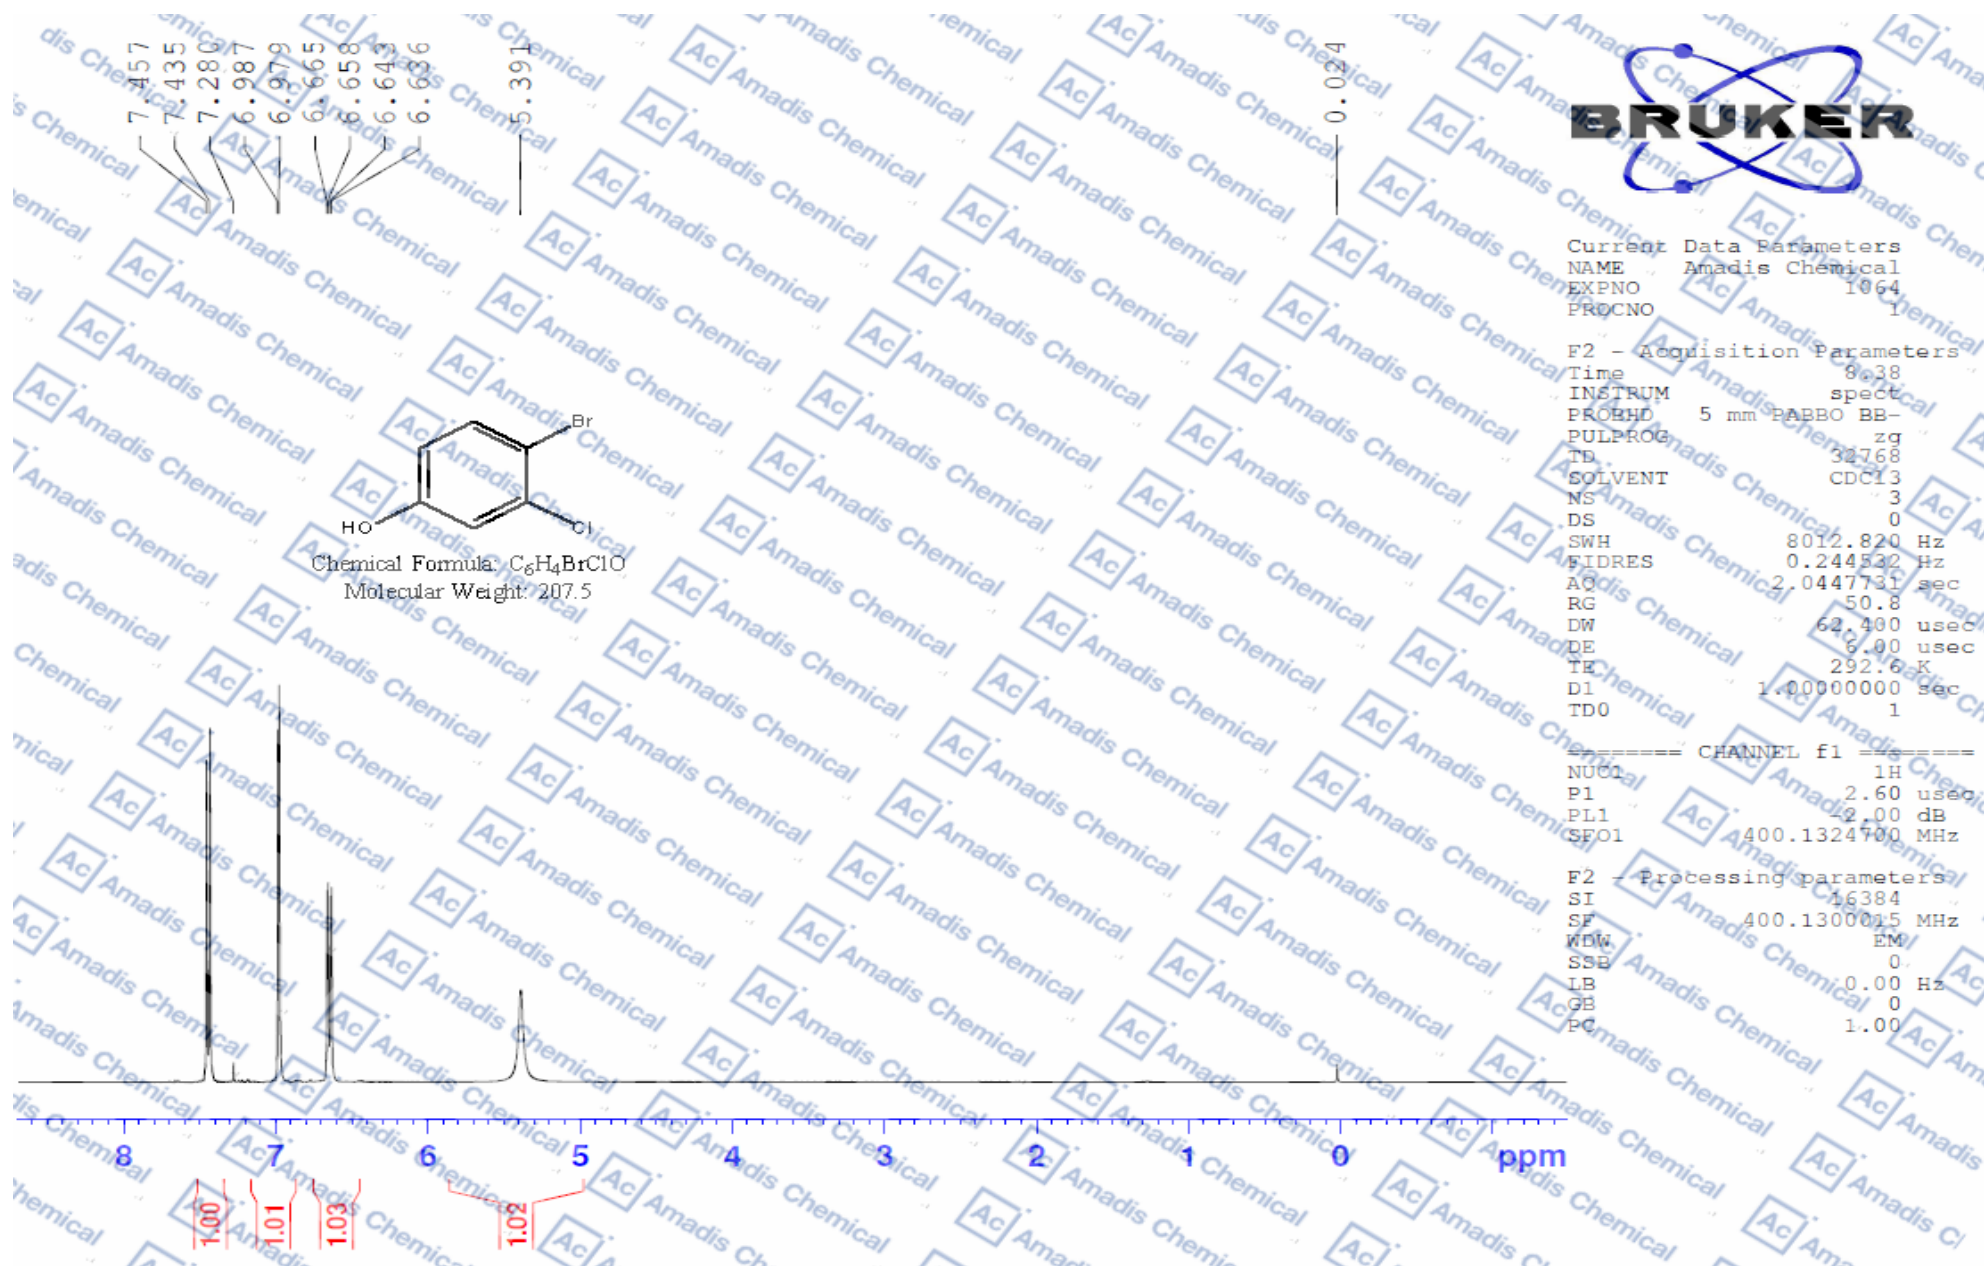 7.457
7.435
7.280
6.987
6.979
6.665
6.658
6.643
6.636
5.391
0.024
BRUKER
Current Data Parameters
NAME Amadis Chemical
EXPNO 1064
PROCNO 1
F2 - Acquisition Parameters
Time 8.38
INSTRUM spect
PROBHD 5 mm PABBO BB-
PULPROG zg
TD 32768
SOLVENT CDCl3
NS 3
DS 0
SWH 8012.820 Hz
FIDRES 0.244532 Hz
AQ 2.0447731 sec
RG 50.8
DW 62.400 usec
DE 6.00 usec
TE 292.6 K
D1 1.00000000 sec
TD0 1
======== CHANNEL f1 ========
NUC1 1H
P1 2.60 usec
PL1 -2.00 dB
SFO1 400.1324700 MHz
F2 - Processing parameters
SI 16384
SF 400.1300015 MHz
WDW EM
SSB 0
LB 0.00 Hz
GB 0
PC 1.00
Br
HO
Cl
Chemical Formula: C₆H₄BrClO
Molecular Weight: 207.5
8 7 6 5 4 3 2 1 0 ppm
1.00
1.01
1.03
1.02
Ac Amadis Chemical